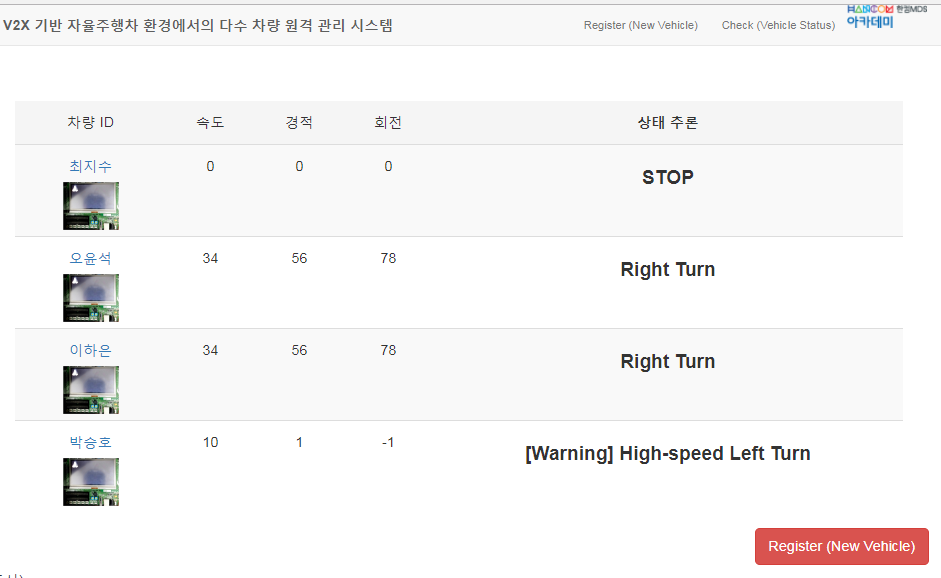 V2X 기반 자율주행차 환경에서의 다수 차량 원격 관리 시스템 Register (New Vehicle) Check (Vehicle Status) HANCOM 한컴MDS
아카데미
차량 ID 속도 경적 회전 상태 추론
최지수 0 0 0 STOP
오윤석 34 56 78 Right Turn
이하은 34 56 78 Right Turn
박승호 10 1 -1 [Warning] High-speed Left Turn
Register (New Vehicle)